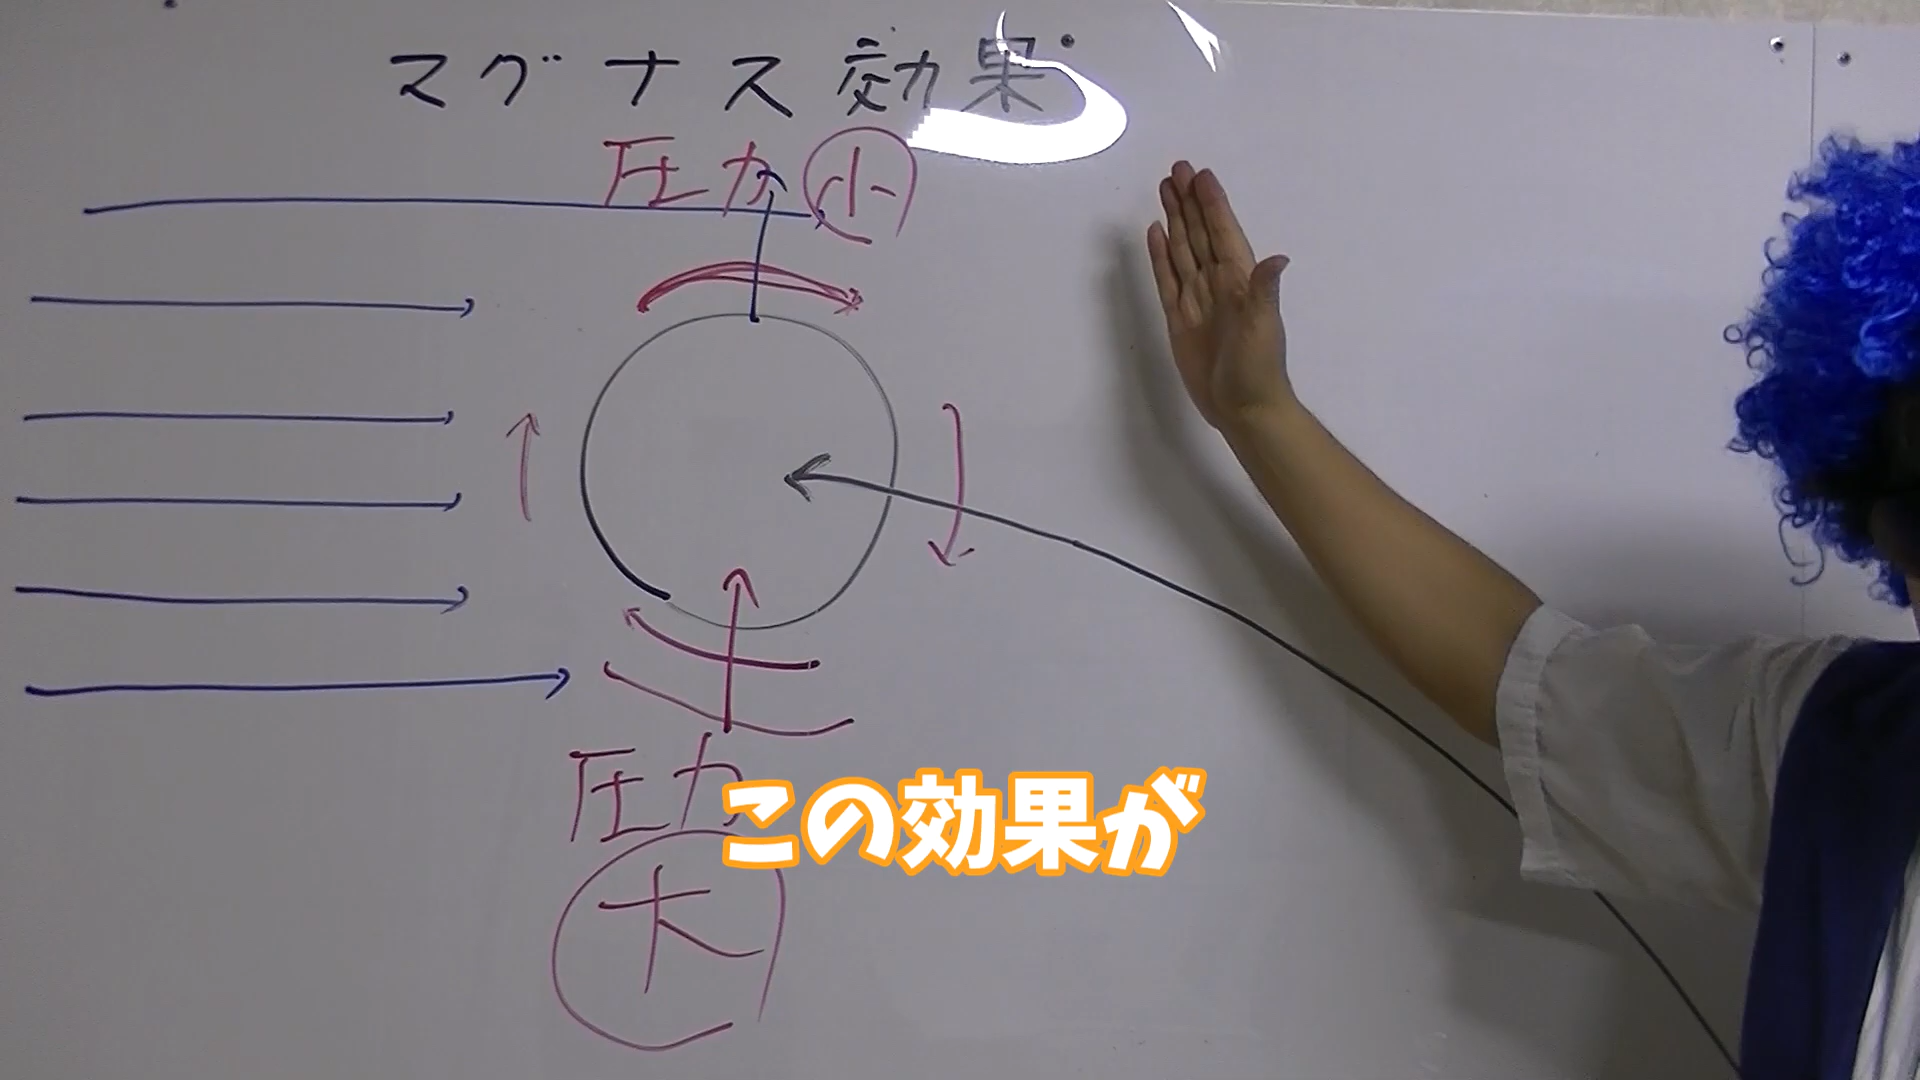 マグナス効果
圧力小
圧力
大
この効果が